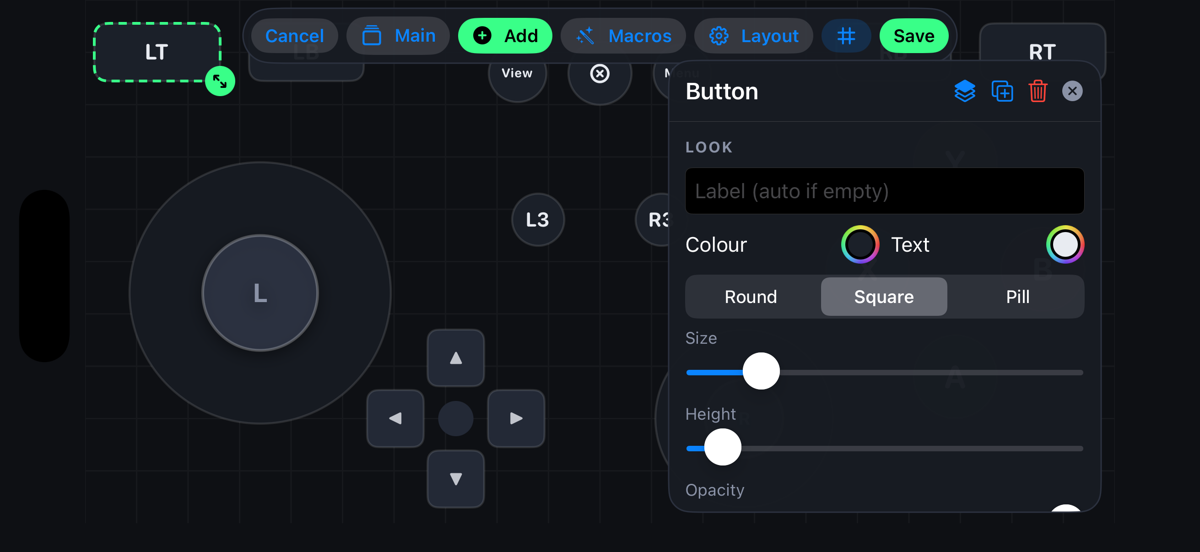 Cancel Main Add Macros Layout Save
LT
LB
RT
View
Button
LOOK
Label (auto if empty)
Y
L3
R3
Colour Text
B
Round Square Pill
L
Size
A
Height
Opacity